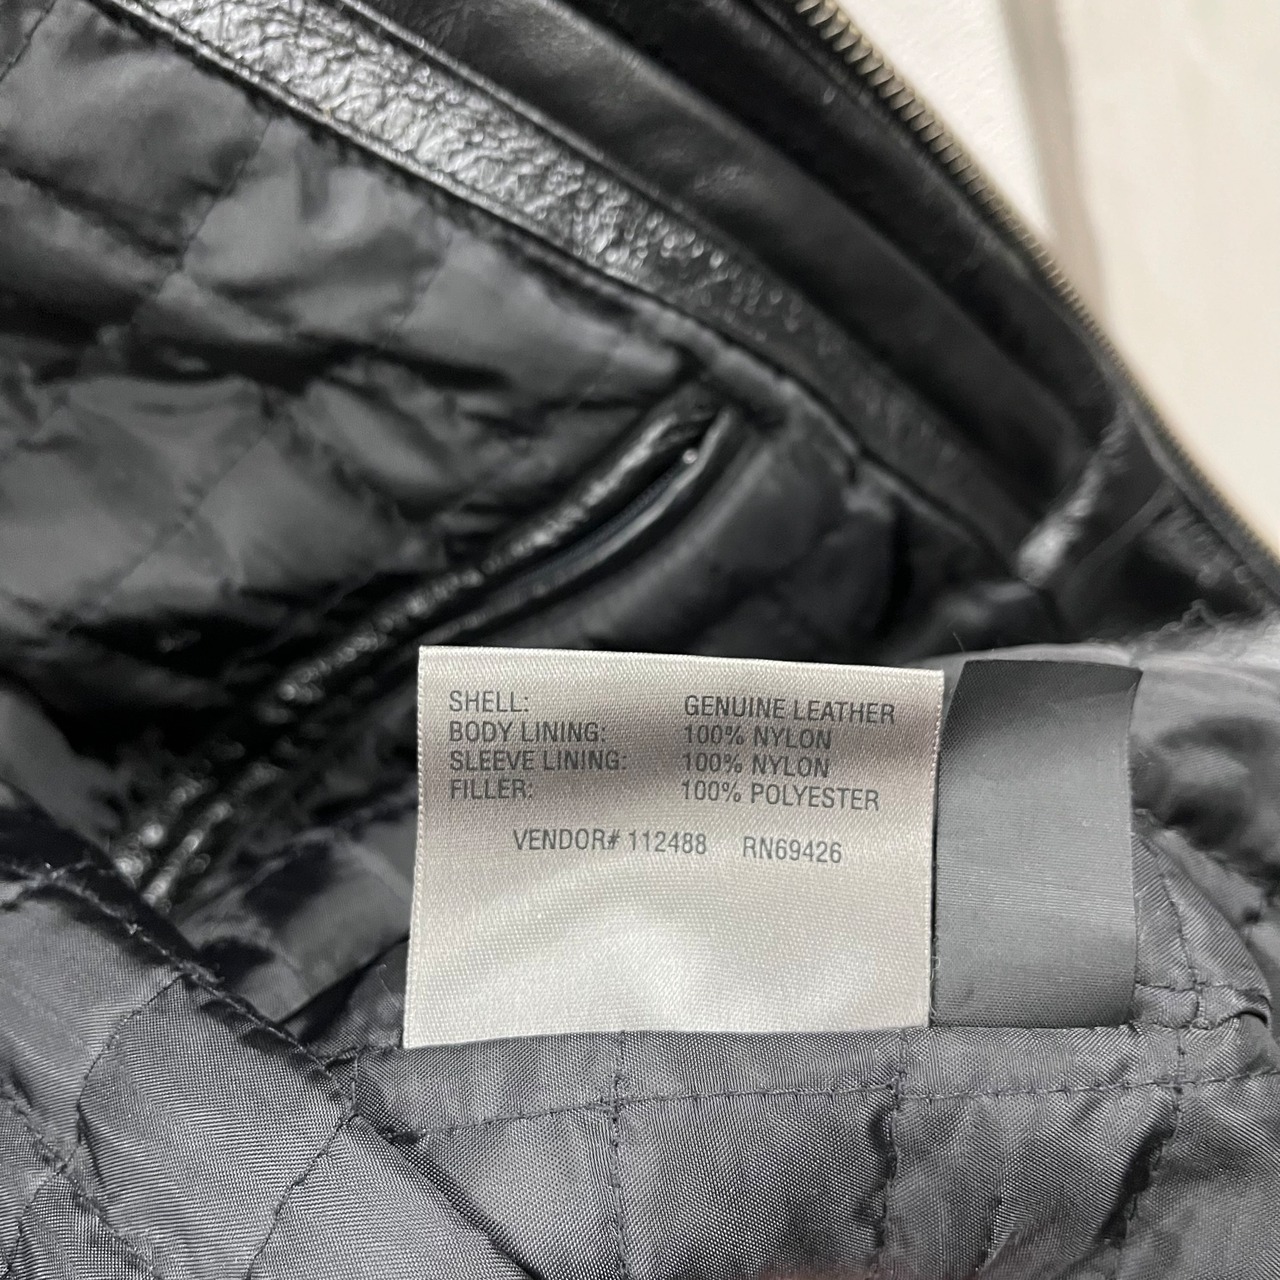 SHELL: GENUINE LEATHER
BODY LINING: 100% NYLON
SLEEVE LINING: 100% NYLON
FILLER: 100% POLYESTER
VENDOR# 112488 RN69426